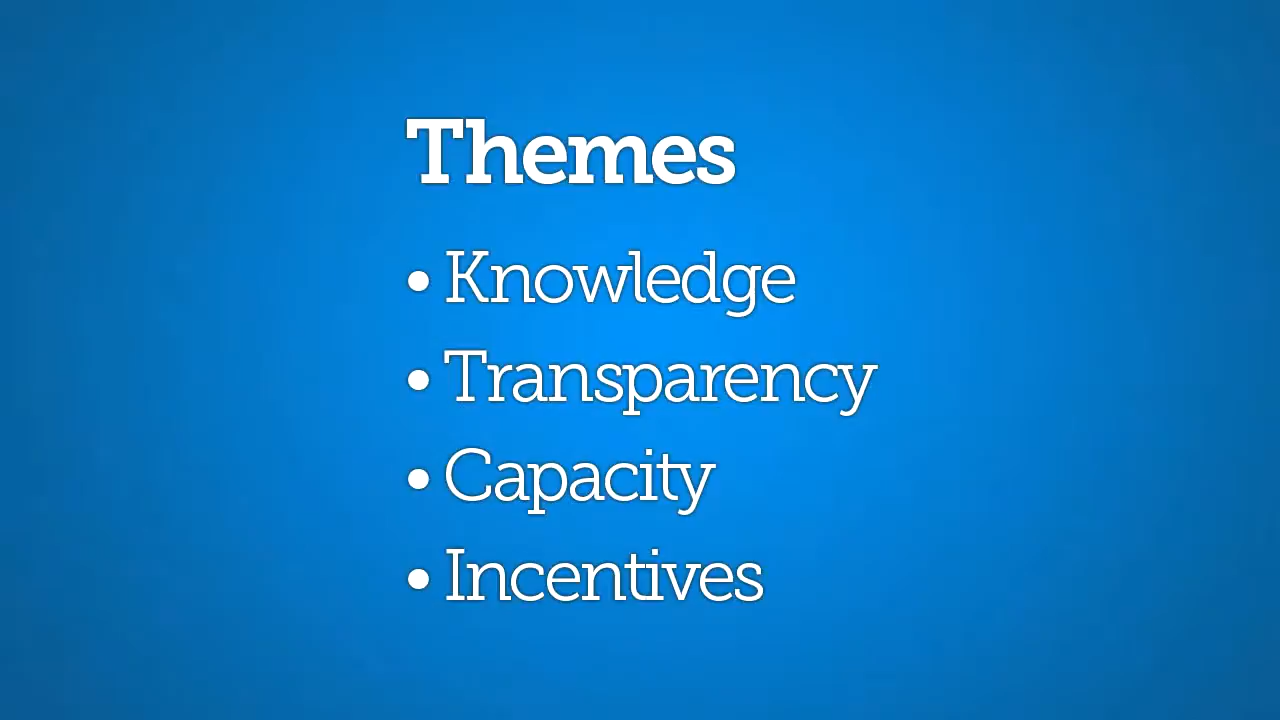 Themes
• Knowledge
• Transparency
• Capacity
• Incentives